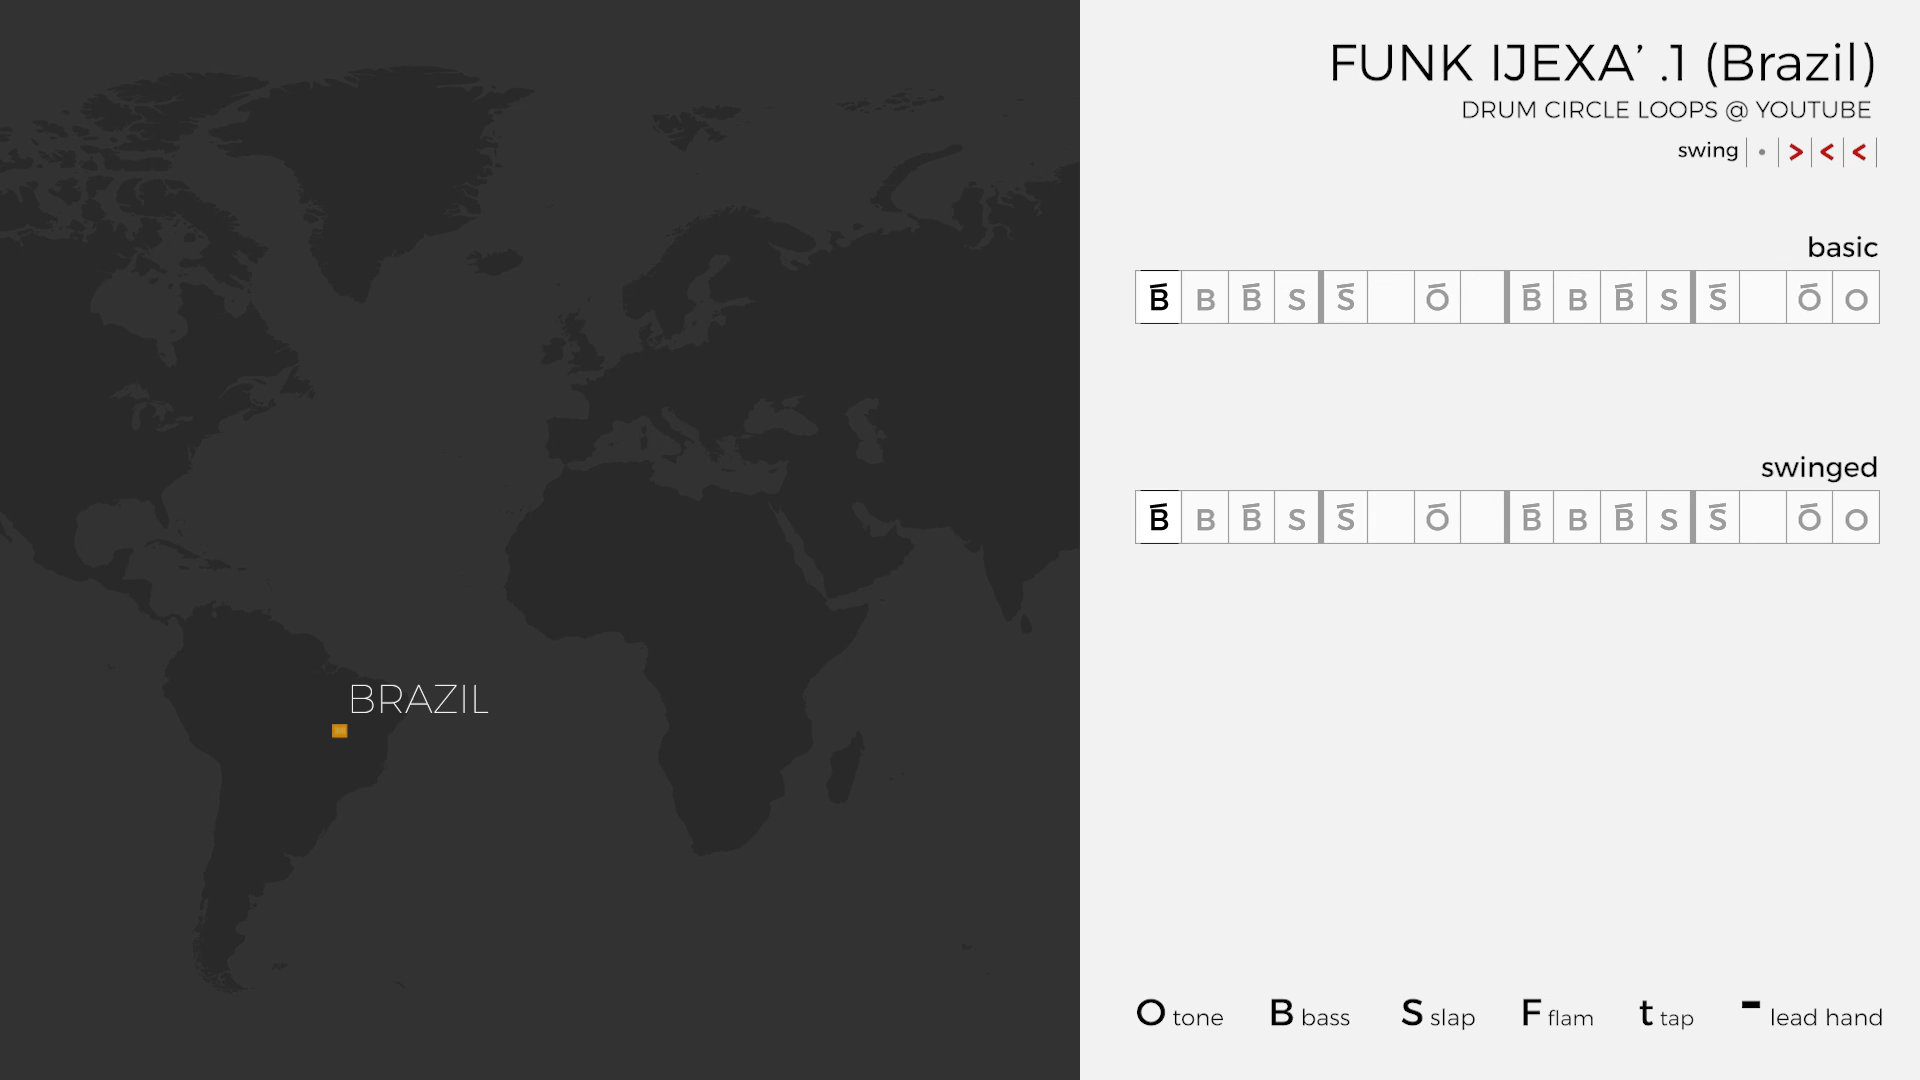 FUNK IJEXA’ .1 (Brazil)
DRUM CIRCLE LOOPS @ YOUTUBE
swing • > < <
basic
B̅ B B̅ S S̅ O̅ B̅ B B̅ S S̅ O̅ O
swinged
B̅ B B̅ S S̅ O̅ B̅ B B̅ S S̅ O̅ O
BRAZIL
O tone B bass S slap F flam t tap - lead hand